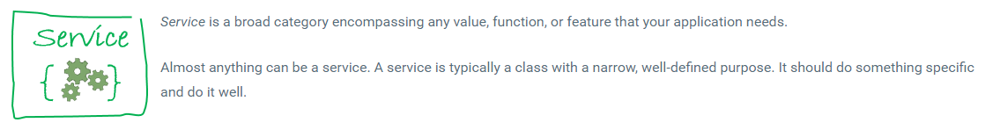 Service
Service is a broad category encompassing any value, function, or feature that your application needs.
Almost anything can be a service. A service is typically a class with a narrow, well-defined purpose. It should do something specific
and do it well.